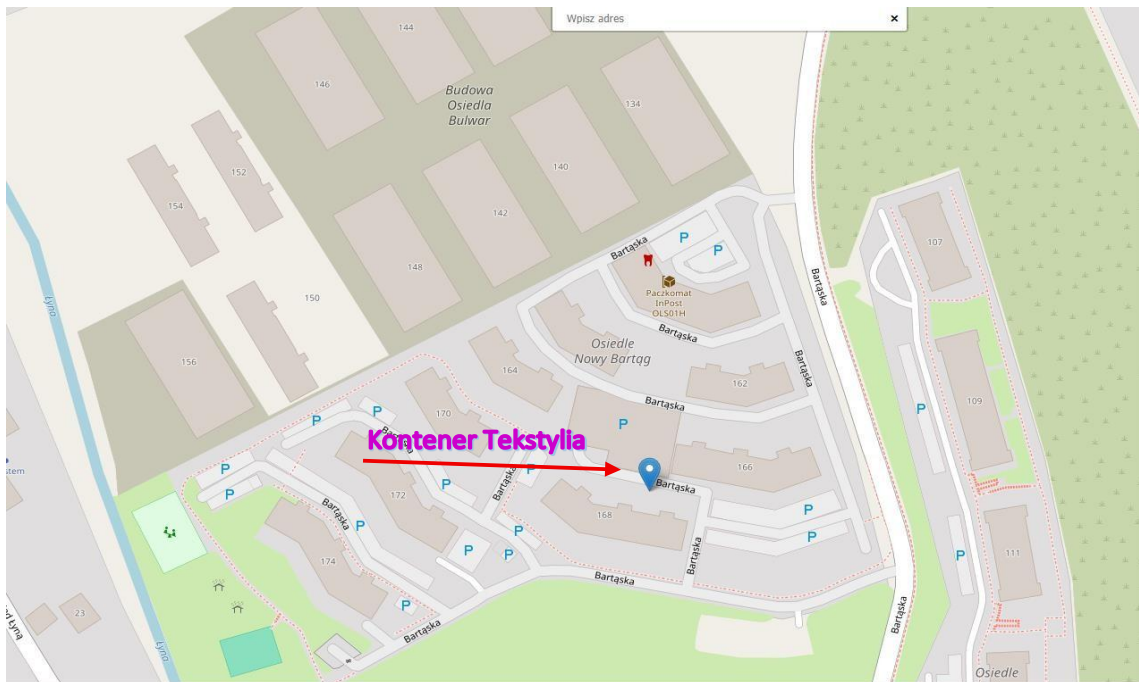 Wpisz adres
×
144
146
Budowa
Osiedla
Bulwar
134
140
152
154
142
107
Bartąska
P
P
148
Bartąska
Łyna
150
Paczkomat
InPost
OLS01H
Bartąska
156
Osiedle
Nowy Bartąg
Bartąska
164
162
109
P
170
P
P
Bartąska
P
Kontener Tekstylia
P
166
P
172
P
Bartąska
P
168
P
P
Bartąska
Bartąska
P
P
P
P
P
111
P
174
Bartąska
Bartąska
P
Bartąska
23
Bartąska
Łyna
Osiedle